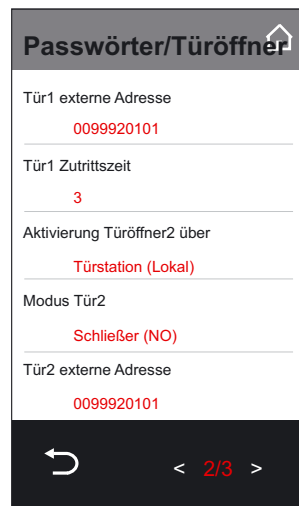 Passwörter/Türöffner
Tür1 externe Adresse
0099920101
Tür1 Zutrittszeit
3
Aktivierung Türöffner2 über
Türstation (Lokal)
Modus Tür2
Schließer (NO)
Tür2 externe Adresse
0099920101
< 2/3 >